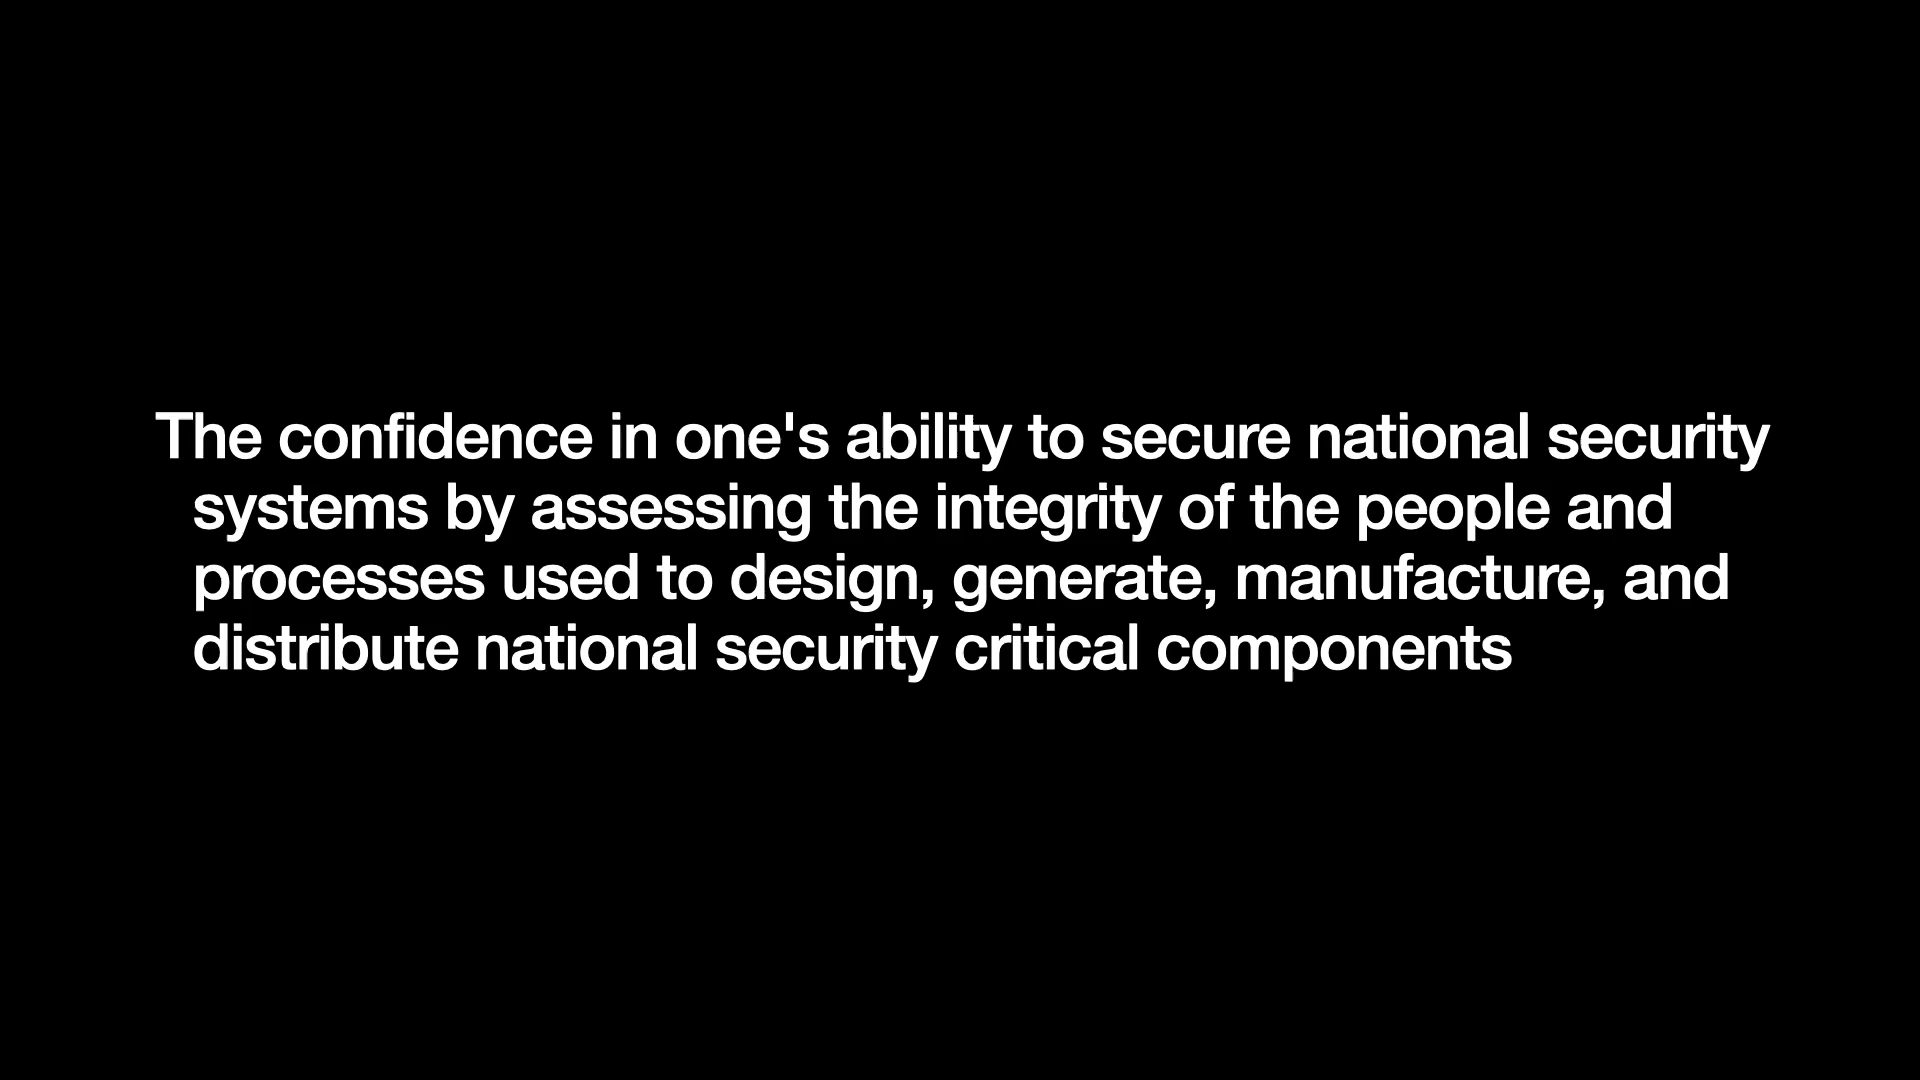 The confidence in one's ability to secure national security
systems by assessing the integrity of the people and
processes used to design, generate, manufacture, and
distribute national security critical components